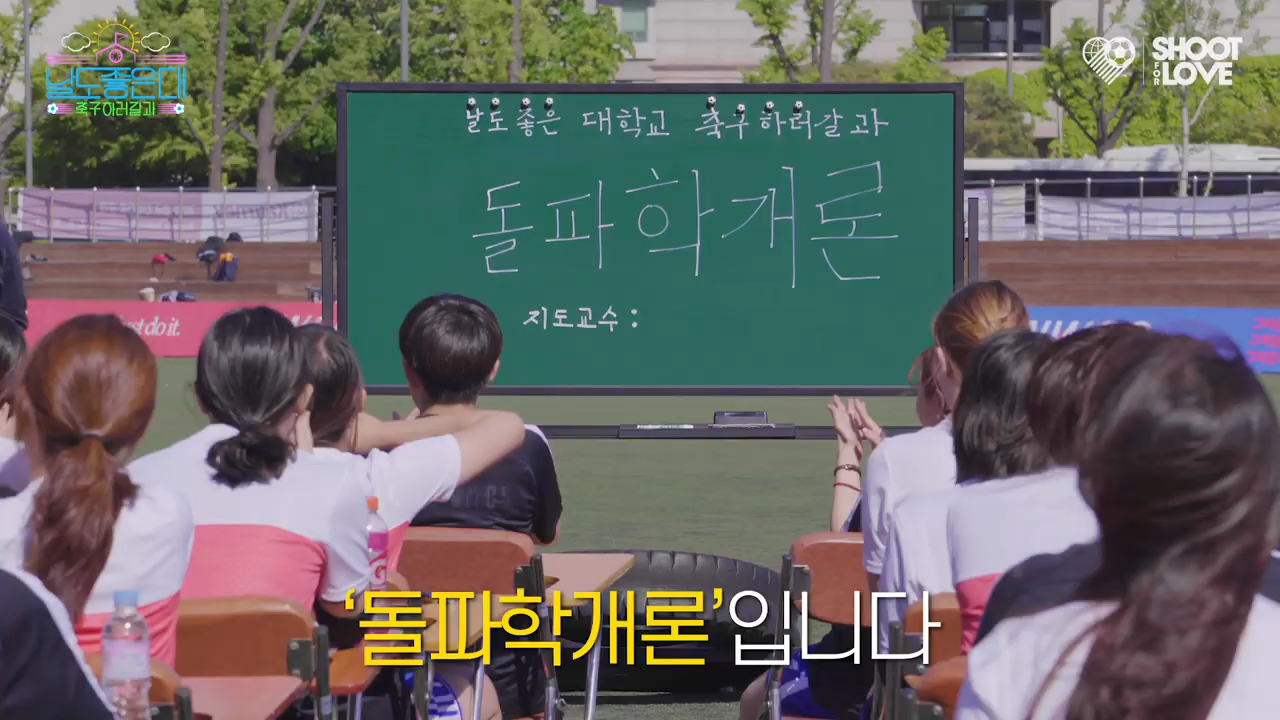 날도좋은데
축구하러갈과
SHOOT
FOR
LOVE
날도좋은 대학교 축구하러갈과
돌파학개론
지도교수 :
Just do it.
‘돌파학개론’입니다